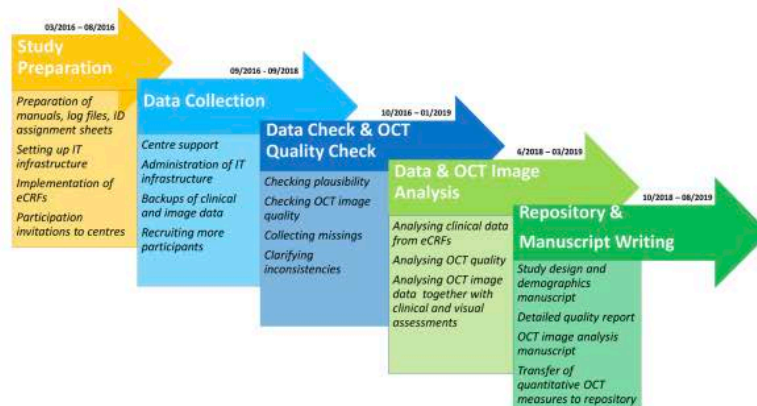 03/2016 – 08/2016
Study
Preparation
Preparation of
manuals, log files, ID
assignment sheets
Setting up IT
infrastructure
Implementation of
eCRFs
Participation
invitations to centres
09/2016 - 09/2018
Data Collection
Centre support
Administration of IT
infrastructure
Backups of clinical
and image data
Recruiting more
participants
10/2016 – 01/2019
Data Check & OCT
Quality Check
Checking plausibility
Checking OCT image
quality
Collecting missings
Clarifying
inconsistencies
6/2018 – 03/2019
Data & OCT Image
Analysis
Analysing clinical data
from eCRFs
Analysing OCT quality
Analysing OCT image
data together with
clinical and visual
assessments
10/2018 – 08/2019
Repository &
Manuscript Writing
Study design and
demographics
manuscript
Detailed quality report
OCT image analysis
manuscript
Transfer of
quantitative OCT
measures to repository